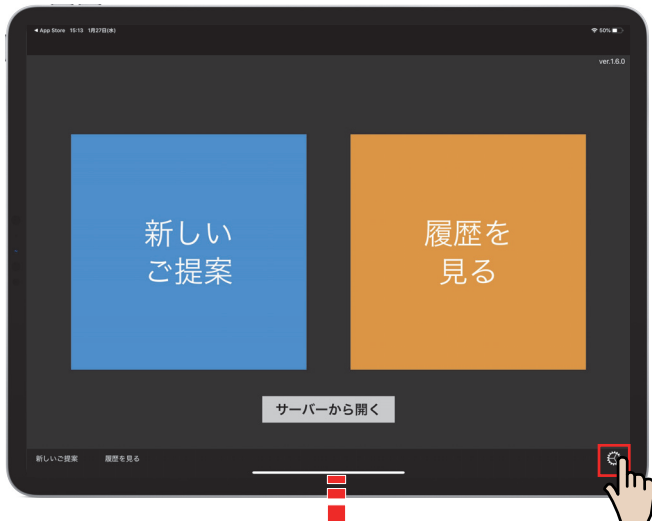 ◀App Store 15:13 1月27日(水)
50%
ver.1.6.0
新しい
ご提案
履歴を
見る
サーバーから開く
新しいご提案 履歴を見る